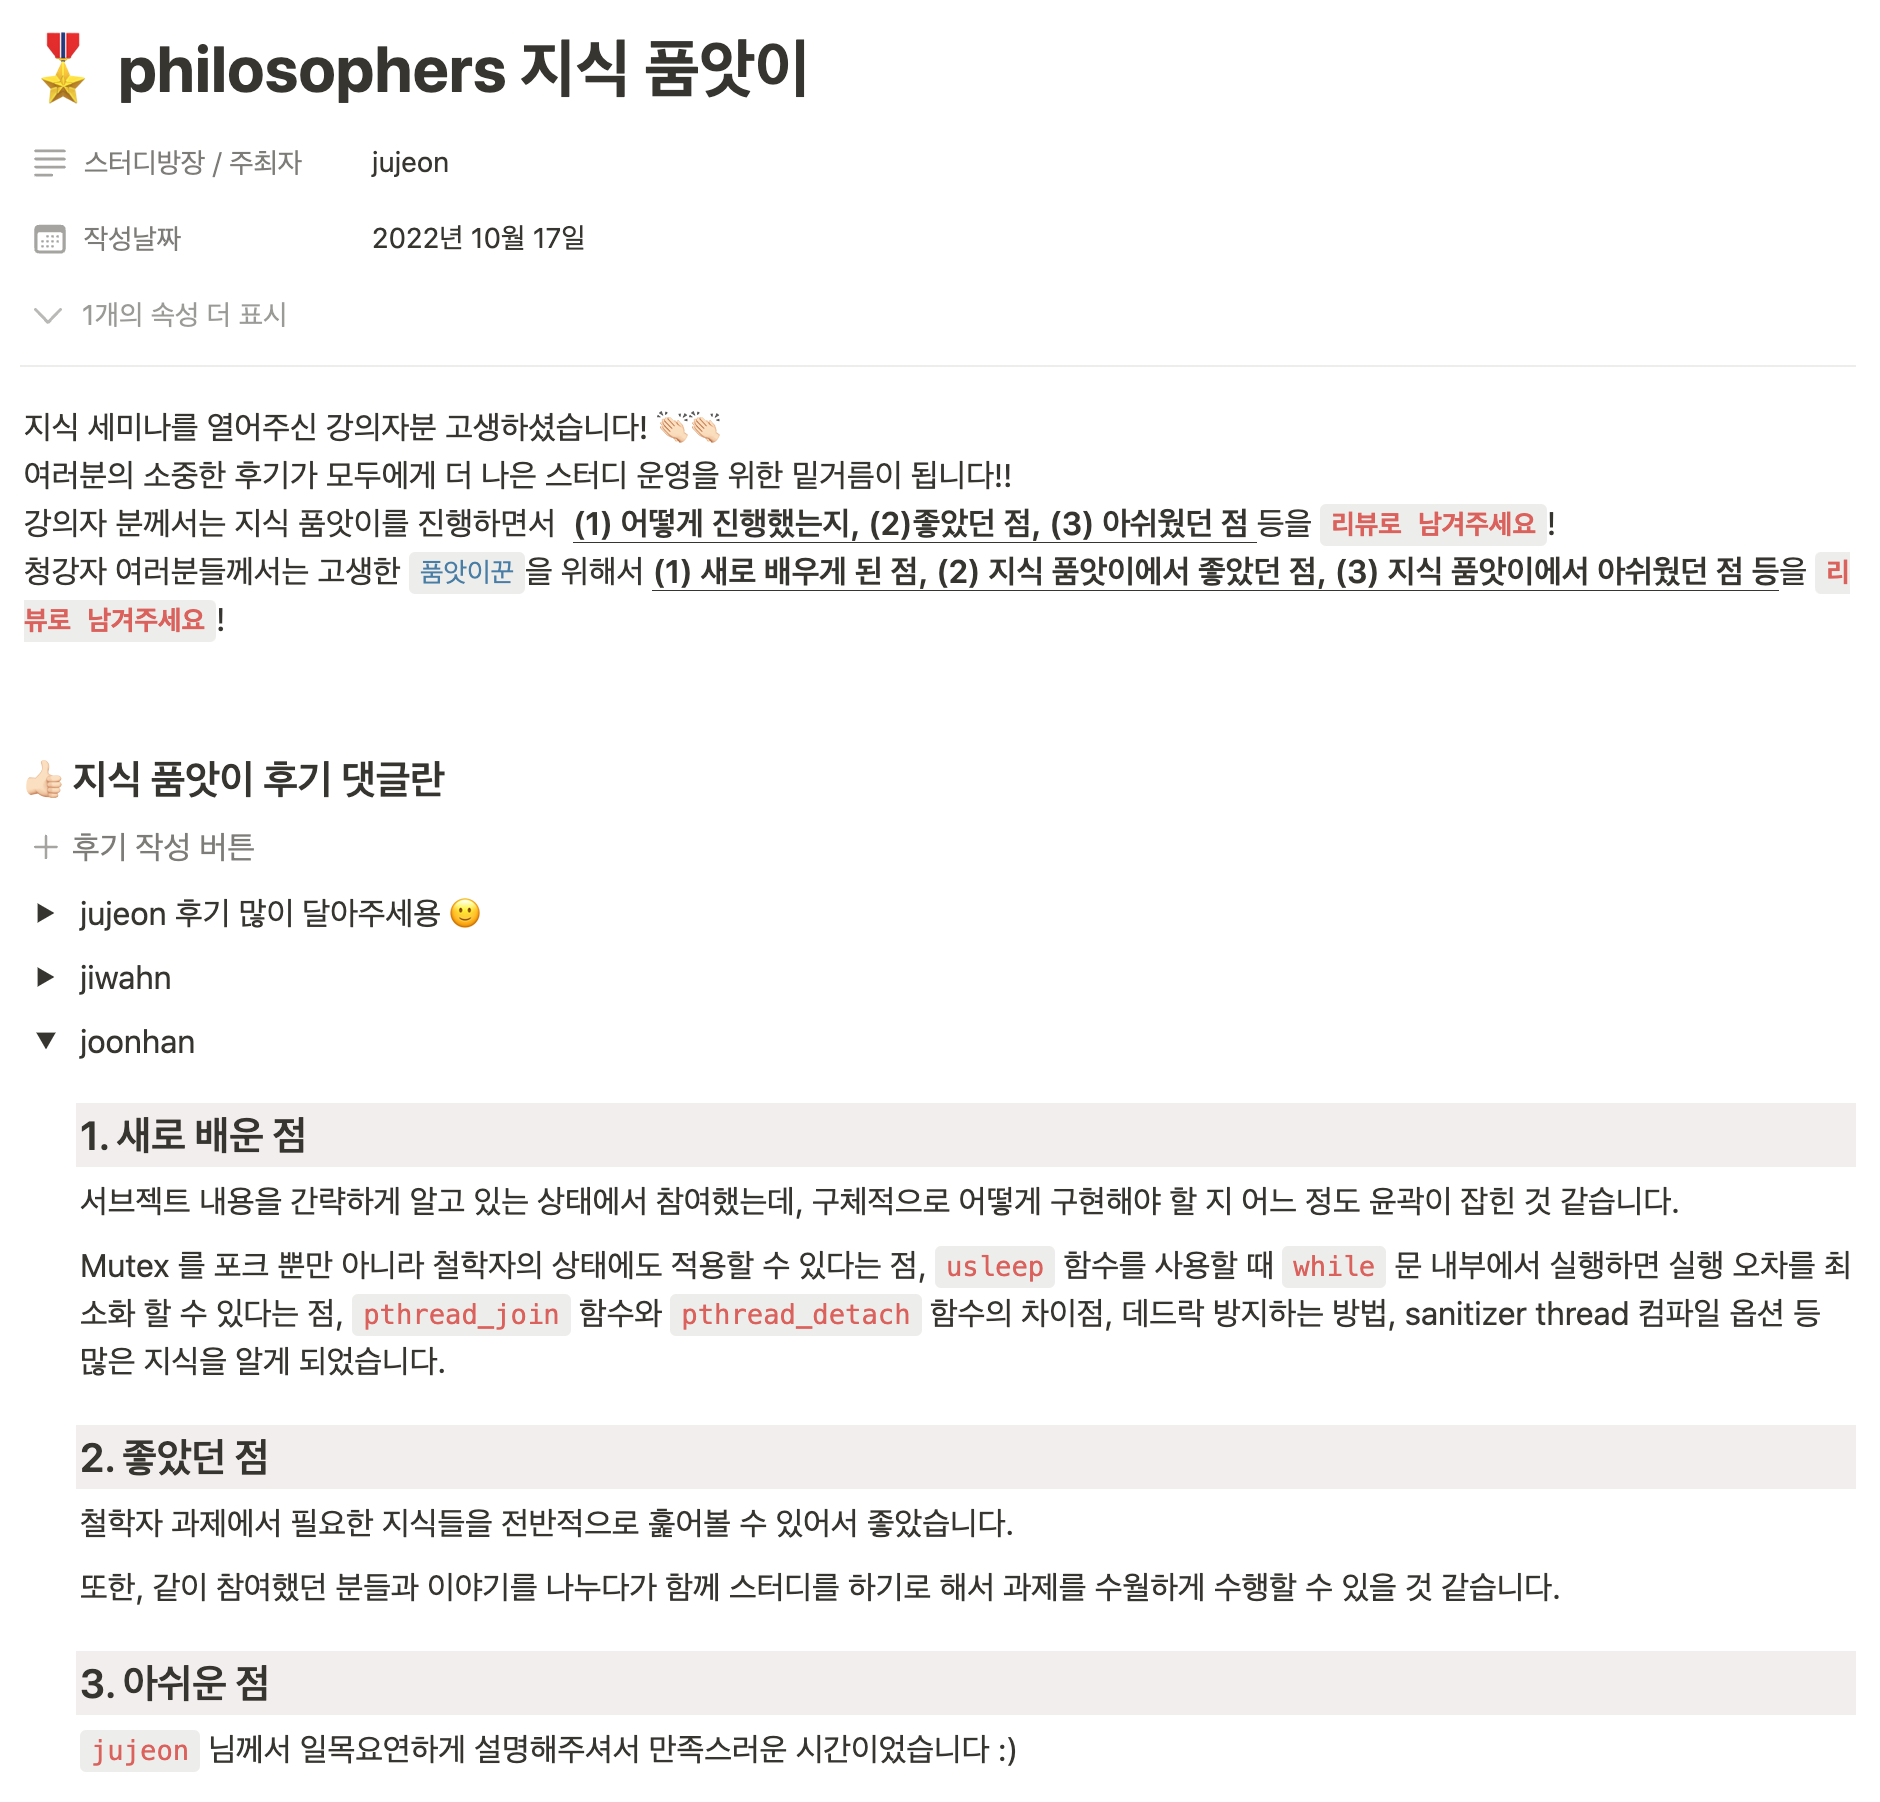 philosophers 지식 품앗이
스터디방장 / 주최자 jujeon
작성날짜 2022년 10월 17일
1개의 속성 더 표시
지식 세미나를 열어주신 강의자분 고생하셨습니다! 👏🏻👏🏻
여러분의 소중한 후기가 모두에게 더 나은 스터디 운영을 위한 밑거름이 됩니다!!
강의자 분께서는 지식 품앗이를 진행하면서 (1) 어떻게 진행했는지, (2)좋았던 점, (3) 아쉬웠던 점 등을 리뷰로 남겨주세요!
청강자 여러분들께서는 고생한 품앗이꾼을 위해서 (1) 새로 배우게 된 점, (2) 지식 품앗이에서 좋았던 점, (3) 지식 품앗이에서 아쉬웠던 점 등을 리
뷰로 남겨주세요!
👍🏻 지식 품앗이 후기 댓글란
+ 후기 작성 버튼
jujeon 후기 많이 달아주세용 🙂
jiwahn
joonhan
1. 새로 배운 점
서브젝트 내용을 간략하게 알고 있는 상태에서 참여했는데, 구체적으로 어떻게 구현해야 할 지 어느 정도 윤곽이 잡힌 것 같습니다.
Mutex 를 포크 뿐만 아니라 철학자의 상태에도 적용할 수 있다는 점, usleep 함수를 사용할 때 while 문 내부에서 실행하면 실행 오차를 최
소화 할 수 있다는 점, pthread_join 함수와 pthread_detach 함수의 차이점, 데드락 방지하는 방법, sanitizer thread 컴파일 옵션 등
많은 지식을 알게 되었습니다.
2. 좋았던 점
철학자 과제에서 필요한 지식들을 전반적으로 훑어볼 수 있어서 좋았습니다.
또한, 같이 참여했던 분들과 이야기를 나누다가 함께 스터디를 하기로 해서 과제를 수월하게 수행할 수 있을 것 같습니다.
3. 아쉬운 점
jujeon 님께서 일목요연하게 설명해주셔서 만족스러운 시간이었습니다 :)